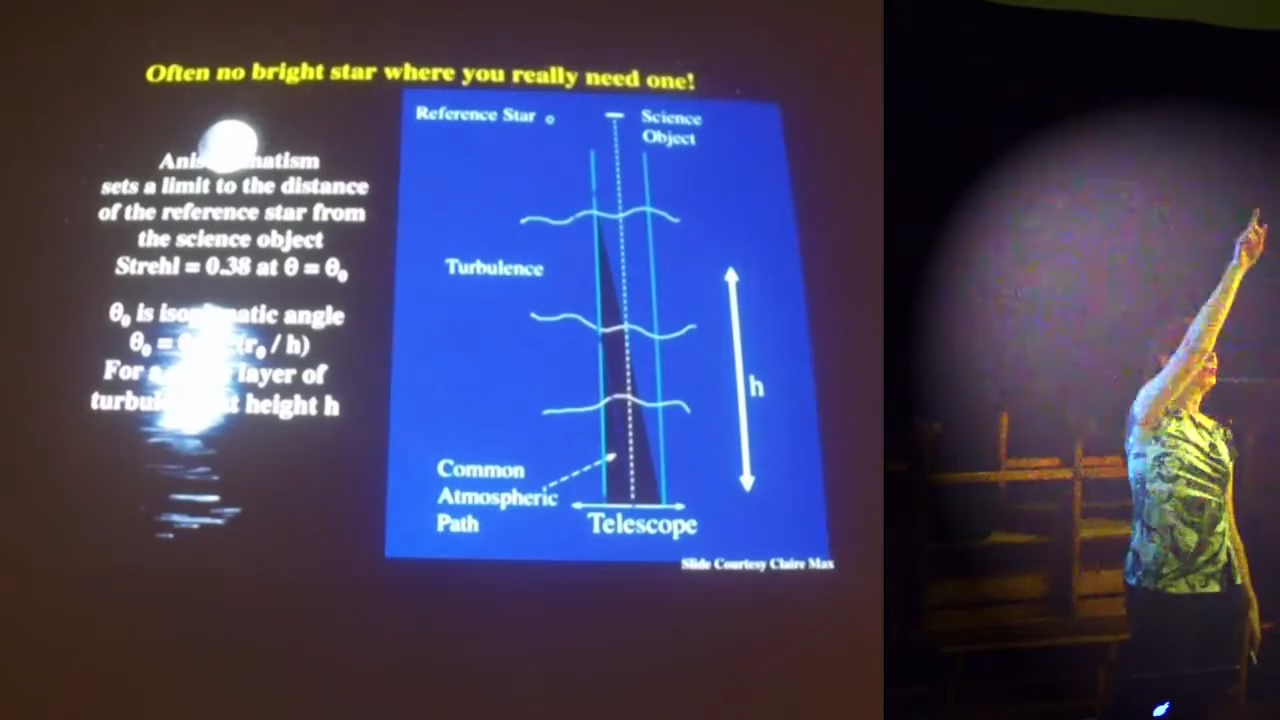 Often no bright star where you really need one!
sets a limit to the distance
of the reference star from
the science object
Strehl = 0.38 at θ = θ₀
θ₀ is angle
θ₀ = (r₀ / h)
For layer of
height h
Reference Star
Science
Object
Turbulence
h
Common
Atmospheric
Path
Telescope
Slide Courtesy Claire Max